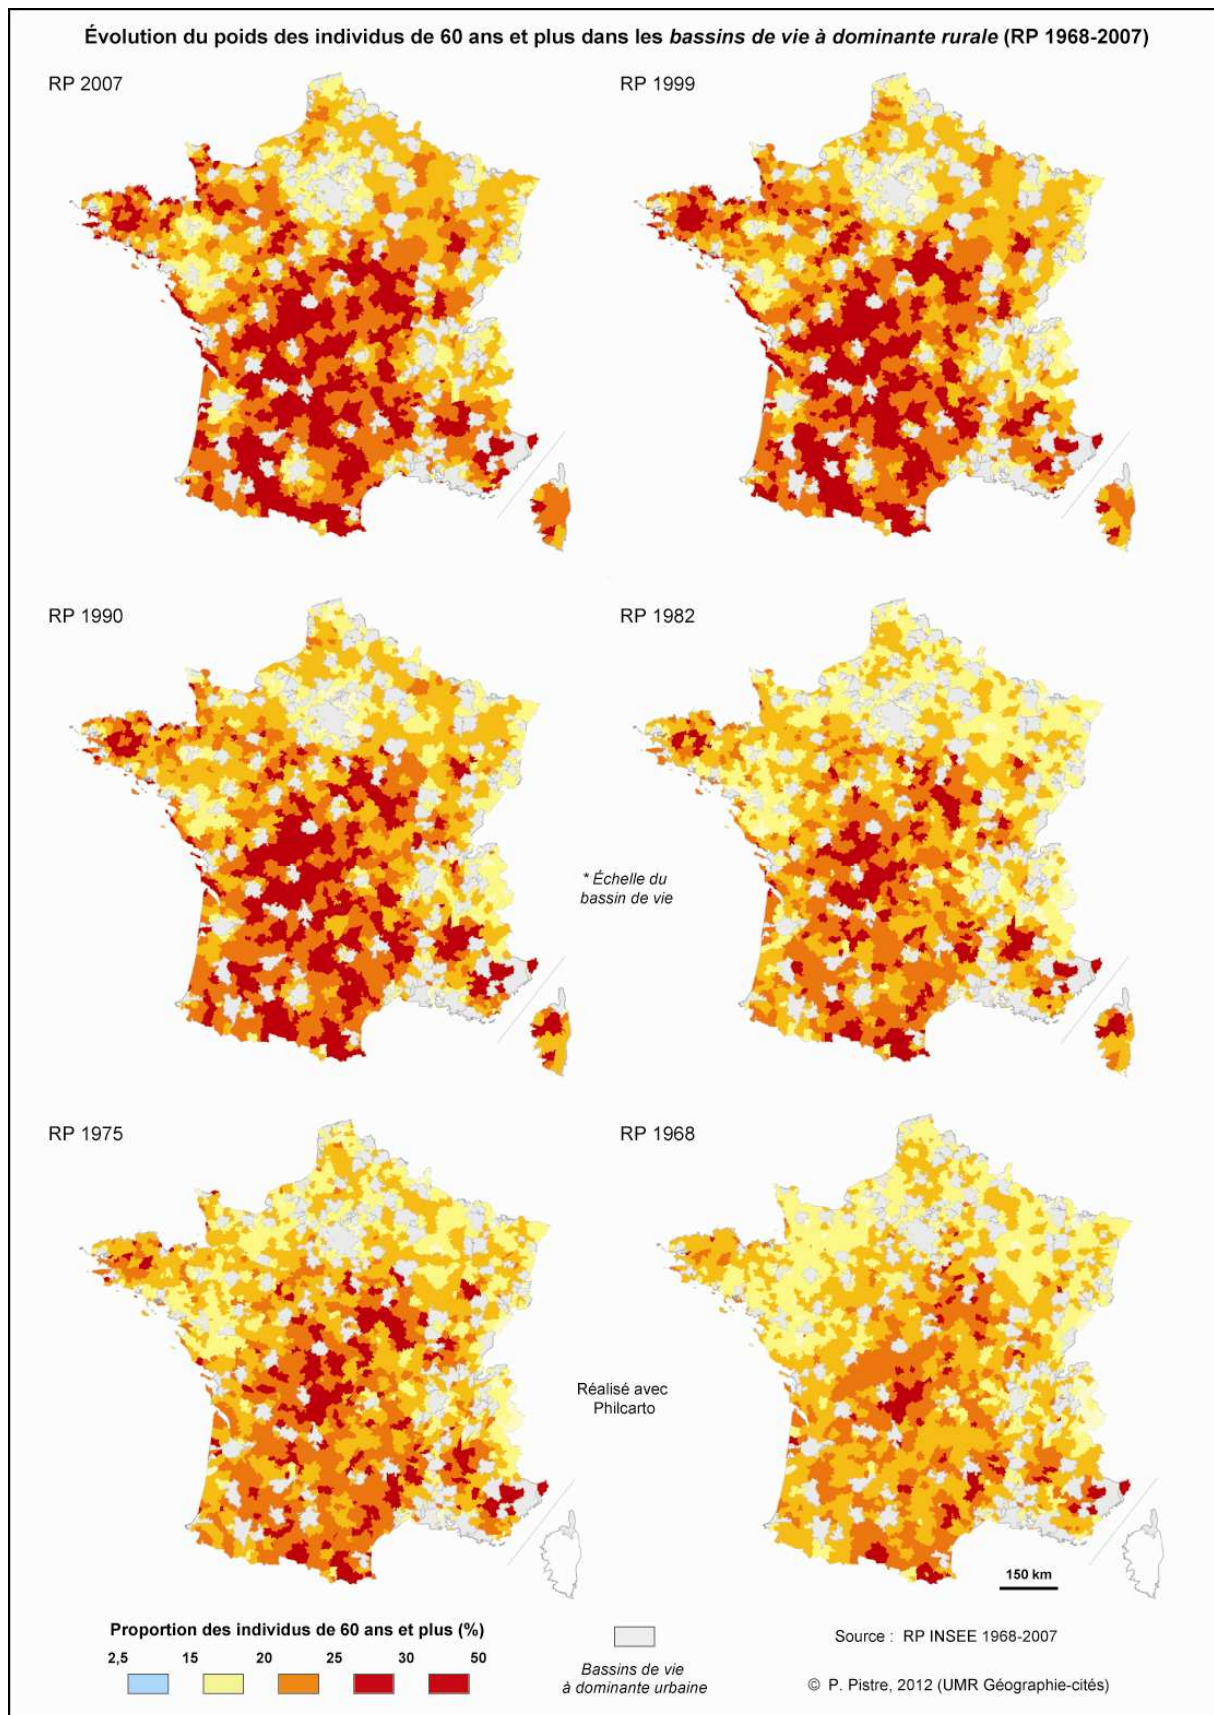 Évolution du poids des individus de 60 ans et plus dans les bassins de vie à dominante rurale (RP 1968-2007)
RP 2007
RP 1999
RP 1990
RP 1982
* Échelle du
bassin de vie
RP 1975
RP 1968
Réalisé avec
Philcarto
150 km
Proportion des individus de 60 ans et plus (%)
2,5 15 20 25 30 50
Bassins de vie
à dominante urbaine
Source : RP INSEE 1968-2007
© P. Pistre, 2012 (UMR Géographie-cités)